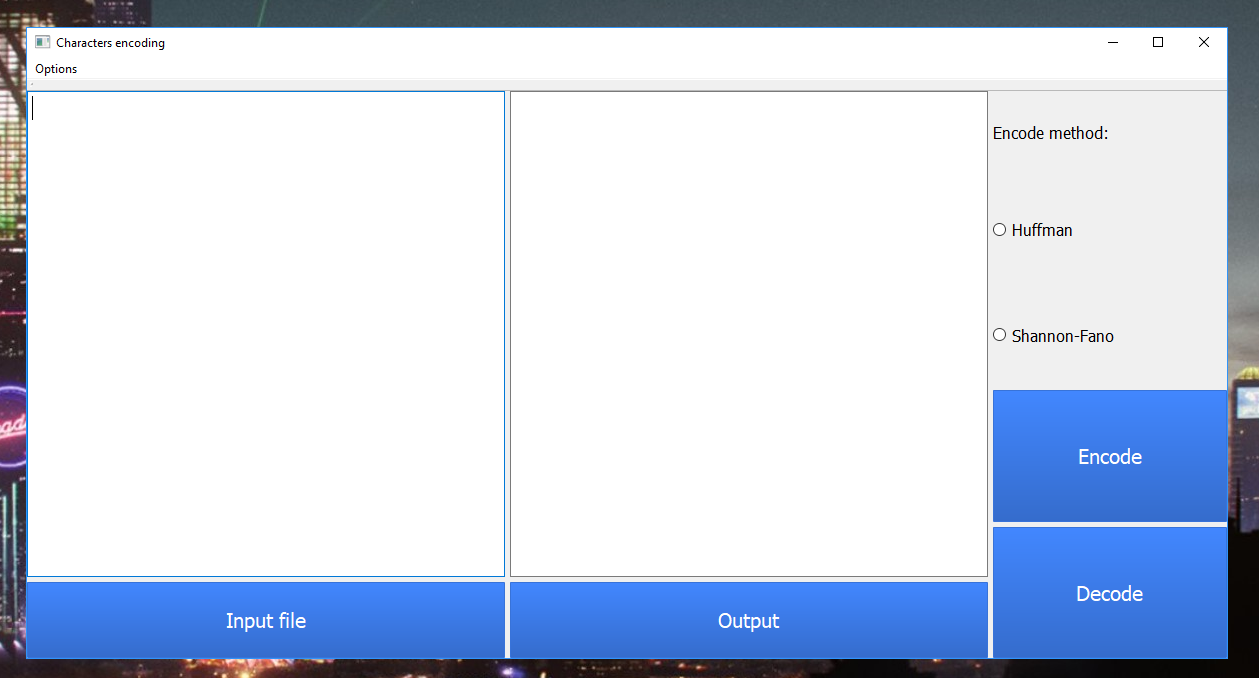 Characters encoding
Options
Encode method:
Huffman
Shannon-Fano
Encode
Decode
Input file
Output